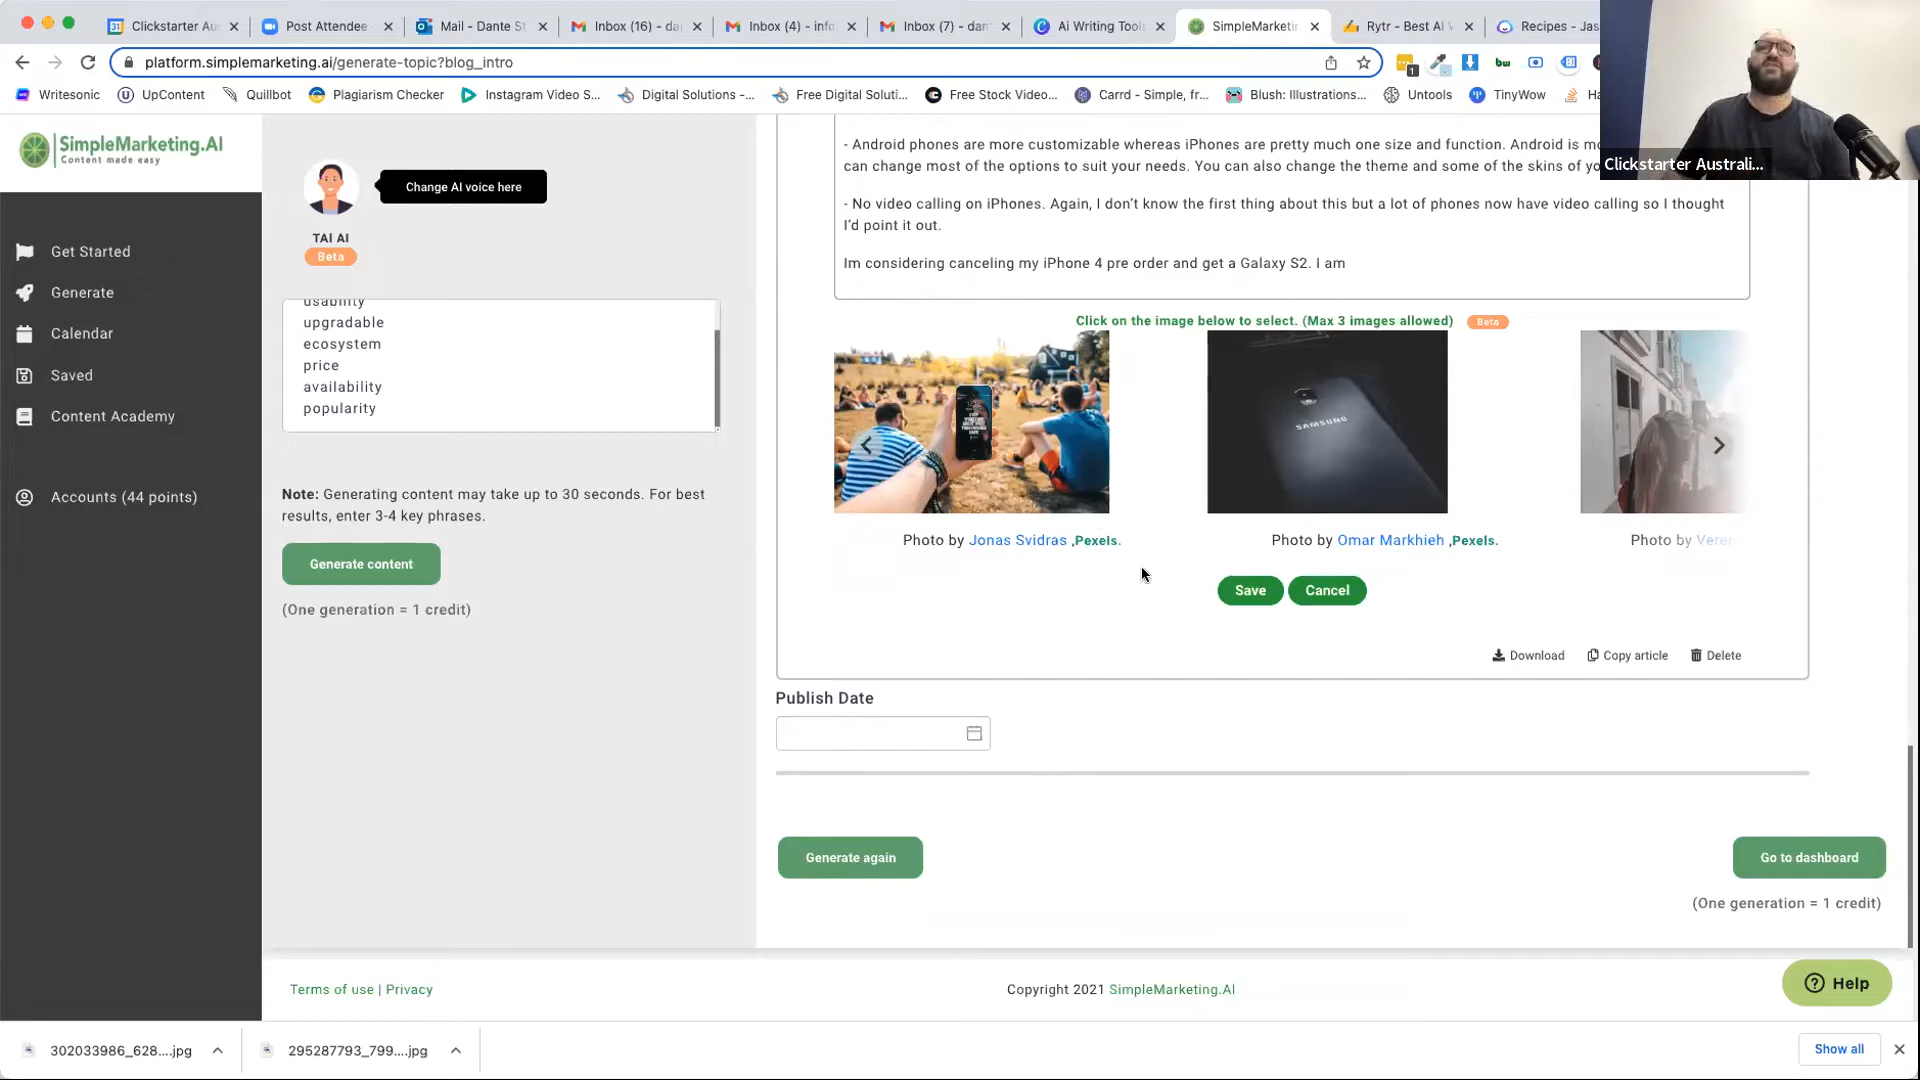 Clickstarter Au
Post Attendee
Mail - Dante St
Inbox (16) - da
Inbox (4) - info
Inbox (7) - dan
Ai Writing Tools
SimpleMarketin
Rytr - Best AI
Recipes - Jas
platform.simplemarketing.ai/generate-topic?blog_intro
1
bw
Writesonic
UpContent
Quillbot
Plagiarism Checker
Instagram Video S...
Digital Solutions -...
Free Digital Soluti...
Free Stock Video...
Carrd - Simple, fr...
Blush: Illustrations...
Untools
TinyWow
Clickstarter Australi...
SimpleMarketing.AI
Content made easy
Get Started
Generate
Calendar
Saved
Content Academy
Accounts (44 points)
Change AI voice here
TAI AI
Beta
usability
upgradable
ecosystem
price
availability
popularity
Note: Generating content may take up to 30 seconds. For best
results, enter 3-4 key phrases.
Generate content
(One generation = 1 credit)
- Android phones are more customizable whereas iPhones are pretty much one size and function. Android is mo
can change most of the options to suit your needs. You can also change the theme and some of the skins of yo
- No video calling on iPhones. Again, I don't know the first thing about this but a lot of phones now have video calling so I thought
I'd point it out.
Im considering canceling my iPhone 4 pre order and get a Galaxy S2. I am
Click on the image below to select. (Max 3 images allowed)
Beta
SAMSUNG
Photo by Jonas Svidras ,Pexels.
Photo by Omar Markhieh ,Pexels.
Photo by Veren
Save
Cancel
Download
Copy article
Delete
Publish Date
Generate again
Go to dashboard
(One generation = 1 credit)
Terms of use | Privacy
Copyright 2021 SimpleMarketing.AI
Help
302033986_628....jpg
295287793_799....jpg
Show all